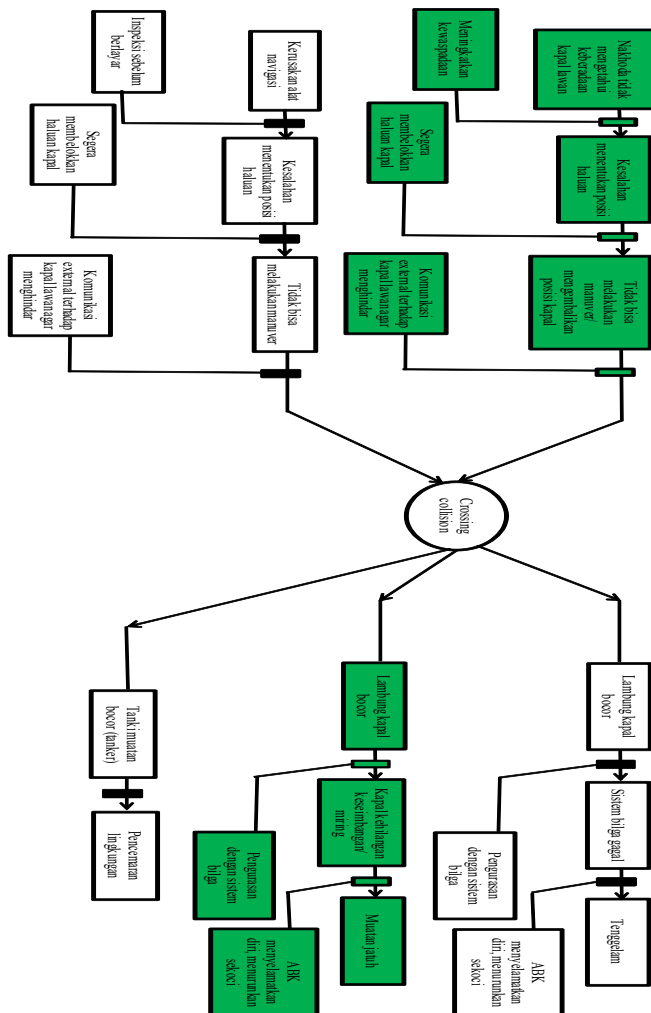 Nakhoda tidak
mengetahui
keberadaan
kapal lawan
Kesalahan
menentukan posisi
haluan
Tidak bisa
melakukan
manuver/
mengembalikan
posisi kapal
Meningkatkan
kewaspadaan
Segera
membelokkan
haluan kapal
Komunikasi
external terhadap
kapal lawan agar
menghindar
Kerusakan alat
navigasi
Kesalahan
menentukan posisi
haluan
Tidak bisa
melakukan manuver
Inspeksi sebelum
berlayar
Segera
membelokkan
haluan kapal
Komunikasi
external terhadap
kapal lawan agar
menghindar
Crossing
collision
Lambung kapal
bocor
Sistem bilga gagal
Tenggelam
Pengurasan
dengan sistem
bilga
ABK
menyelamatkan
diri, menurunkan
sekoci
Lambung kapal
bocor
Kapal kehilangan
keseimbangan/
miring
Muatan jatuh
Pengurasan
dengan sistem
bilga
ABK
menyelamatkan
diri, menurunkan
sekoci
Tanki muatan
bocor (tanker)
Pencemaran
lingkungan